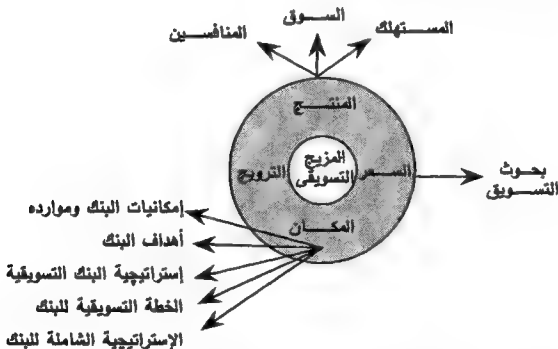 المستهلك
السوق
المنافسين
المنتج
المزيج
التسويقى
السعر
الترويج
المكان
بحوث
التسويق
إمكانيات البنك وموارده
أهداف البنك
إستراتيجية البنك التسويقية
الخطة التسويقية للبنك
الإستراتيجية الشاملة للبنك